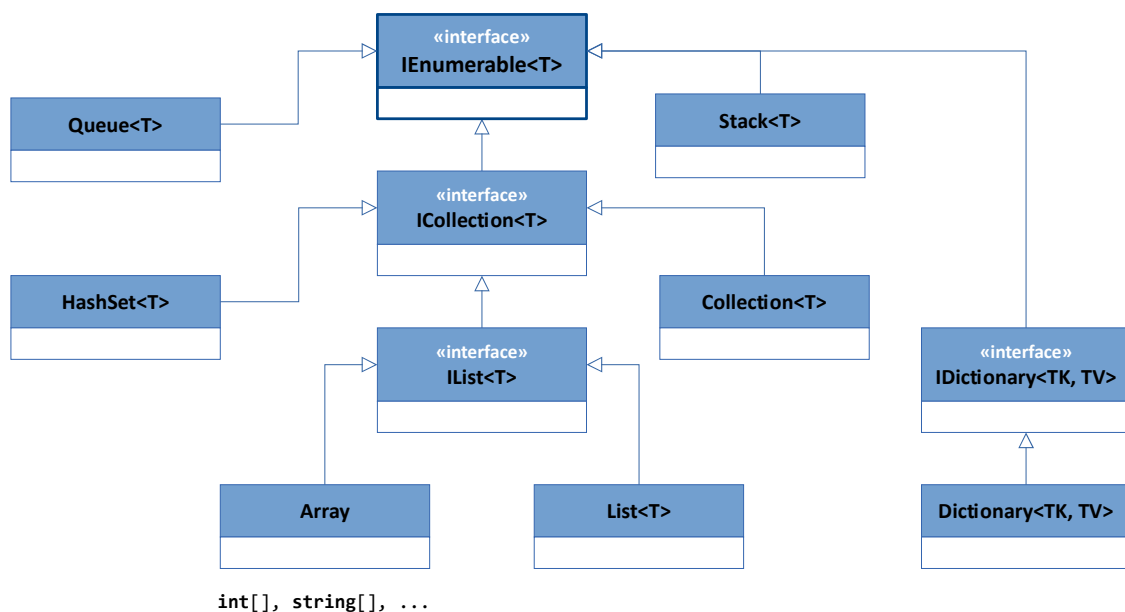 «interface»
IEnumerable<T>
Queue<T>
Stack<T>
«interface»
ICollection<T>
HashSet<T>
Collection<T>
«interface»
IList<T>
«interface»
IDictionary<TK, TV>
Array
List<T>
Dictionary<TK, TV>
int[], string[], ...